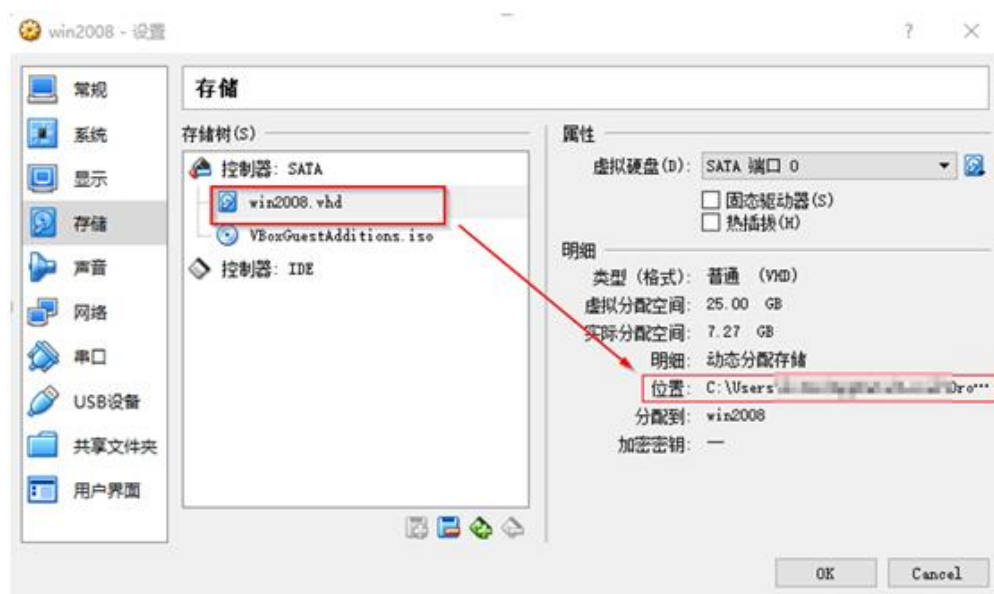 win2008 - 设置
常规
系统
显示
存储
声音
网络
串口
USB设备
共享文件夹
用户界面
存储
存储树(S)
控制器: SATA
win2008.vhd
VBoxGuestAdditions.iso
控制器: IDE
属性
虚拟硬盘(D): SATA 端口 0
固态驱动器(S)
热插拔(H)
明细
类型 (格式): 普通 (VHD)
虚拟分配空间: 25.00 GB
实际分配空间: 7.27 GB
明细: 动态分配存储
位置: C:\Users Oro…
分配到: win2008
加密密钥: —
OK Cancel